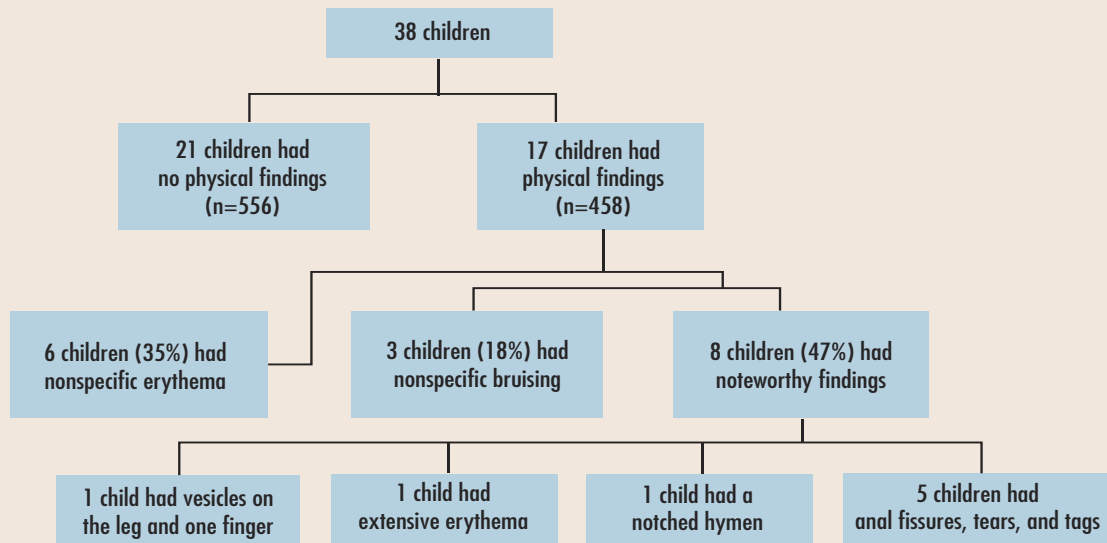 38 children
21 children had
no physical findings
(n=556)
17 children had
physical findings
(n=458)
6 children (35%) had
nonspecific erythema
3 children (18%) had
nonspecific bruising
8 children (47%) had
noteworthy findings
1 child had vesicles on
the leg and one finger
1 child had
extensive erythema
1 child had a
notched hymen
5 children had
anal fissures, tears, and tags